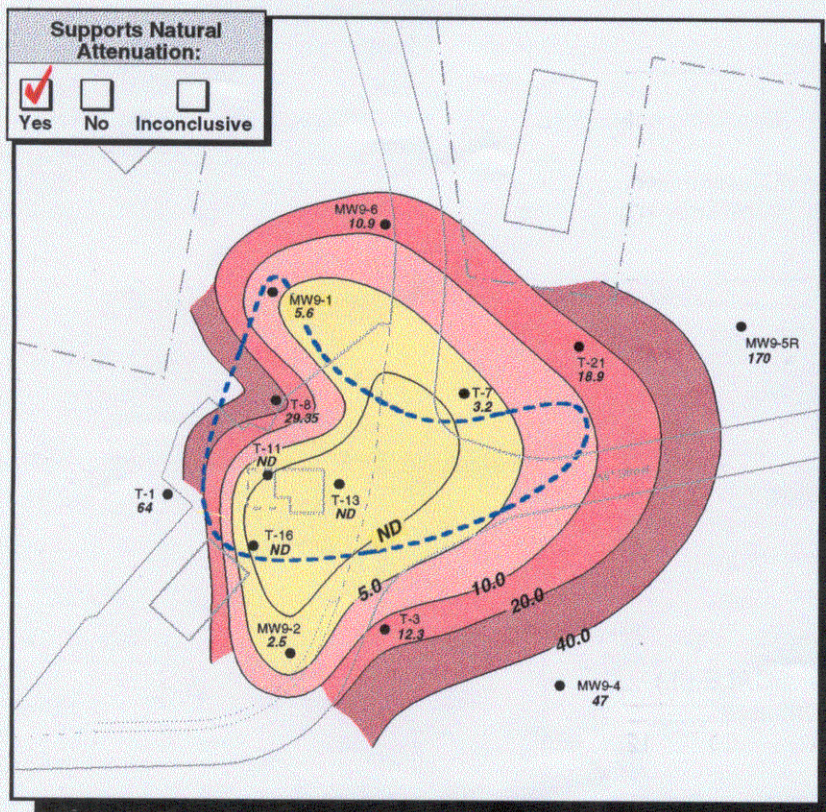 Supports Natural
Attenuation:
Yes No Inconclusive
MW9-6
10.9
MW9-1
5.6
MW9-5R
170
T-21
18.9
T-7
3.2
T-8
29.35
T-11
ND
T-13
ND
T-1
64
T-16
ND
ND
5.0
10.0
20.0
40.0
T-3
12.3
MW9-2
2.5
MW9-4
47